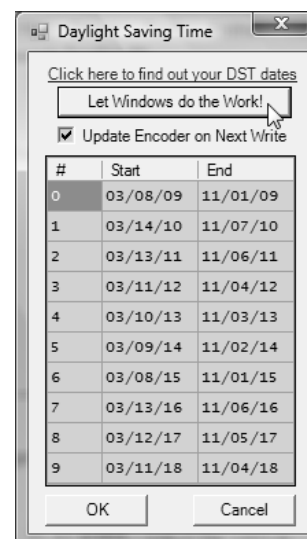 Daylight Saving Time
Click here to find out your DST dates
Let Windows do the Work!
Update Encoder on Next Write
# Start End
0 03/08/09 11/01/09
1 03/14/10 11/07/10
2 03/13/11 11/06/11
3 03/11/12 11/04/12
4 03/10/13 11/03/13
5 03/09/14 11/02/14
6 03/08/15 11/01/15
7 03/13/16 11/06/16
8 03/12/17 11/05/17
9 03/11/18 11/04/18
OK Cancel